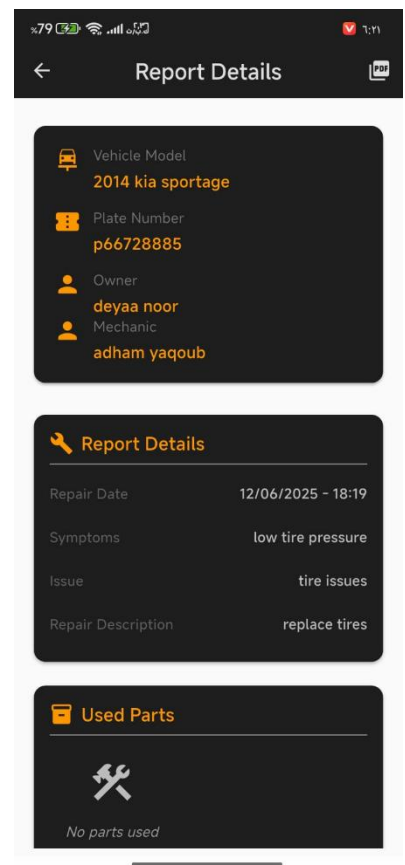 %79
٦:٢١
Report Details
PDF
Vehicle Model
2014 kia sportage
Plate Number
p66728885
Owner
deyaa noor
Mechanic
adham yaqoub
Report Details
Repair Date 12/06/2025 - 18:19
Symptoms low tire pressure
Issue tire issues
Repair Description replace tires
Used Parts
No parts used